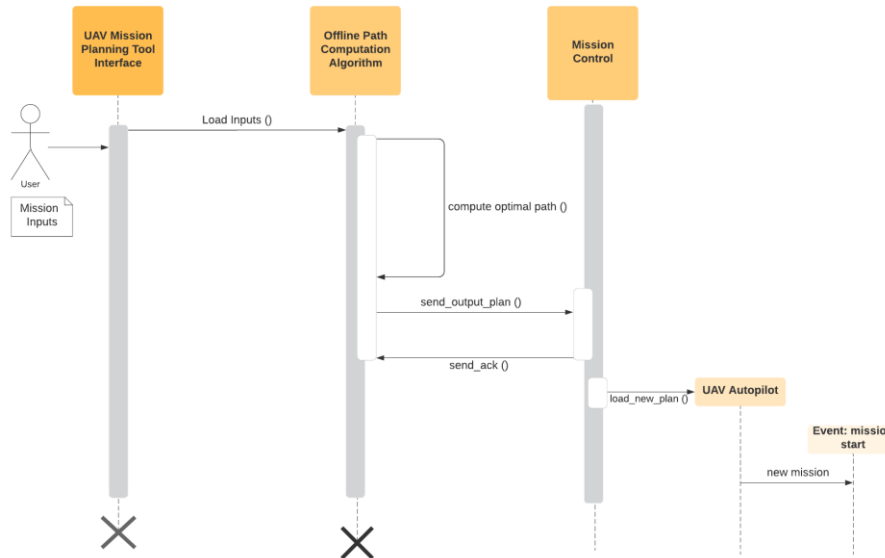 UAV Mission
Planning Tool
Interface
Offline Path
Computation
Algorithm
Mission
Control
Load Inputs ()
User
Mission
Inputs
compute optimal path ()
send_output_plan ()
send_ack ()
load_new_plan ()
UAV Autopilot
Event: missio
start
new mission